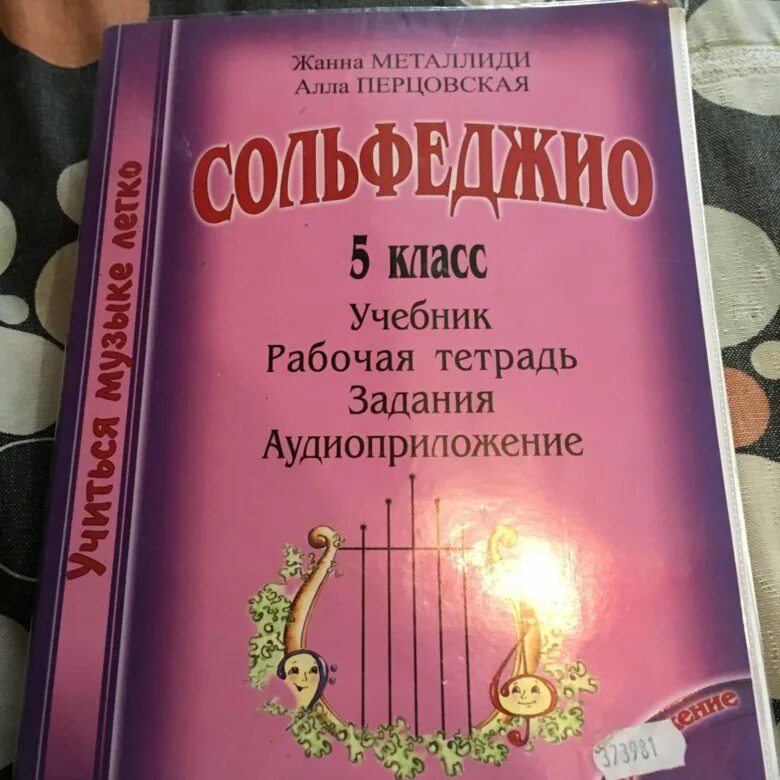 Жанна МЕТАЛЛИДИ
Алла ПЕРЦОВСКАЯ
СОЛЬФЕДЖИО
5 класс
Учебник
Рабочая тетрадь
Задания
Аудиоприложение
Учиться музыке легко
373981